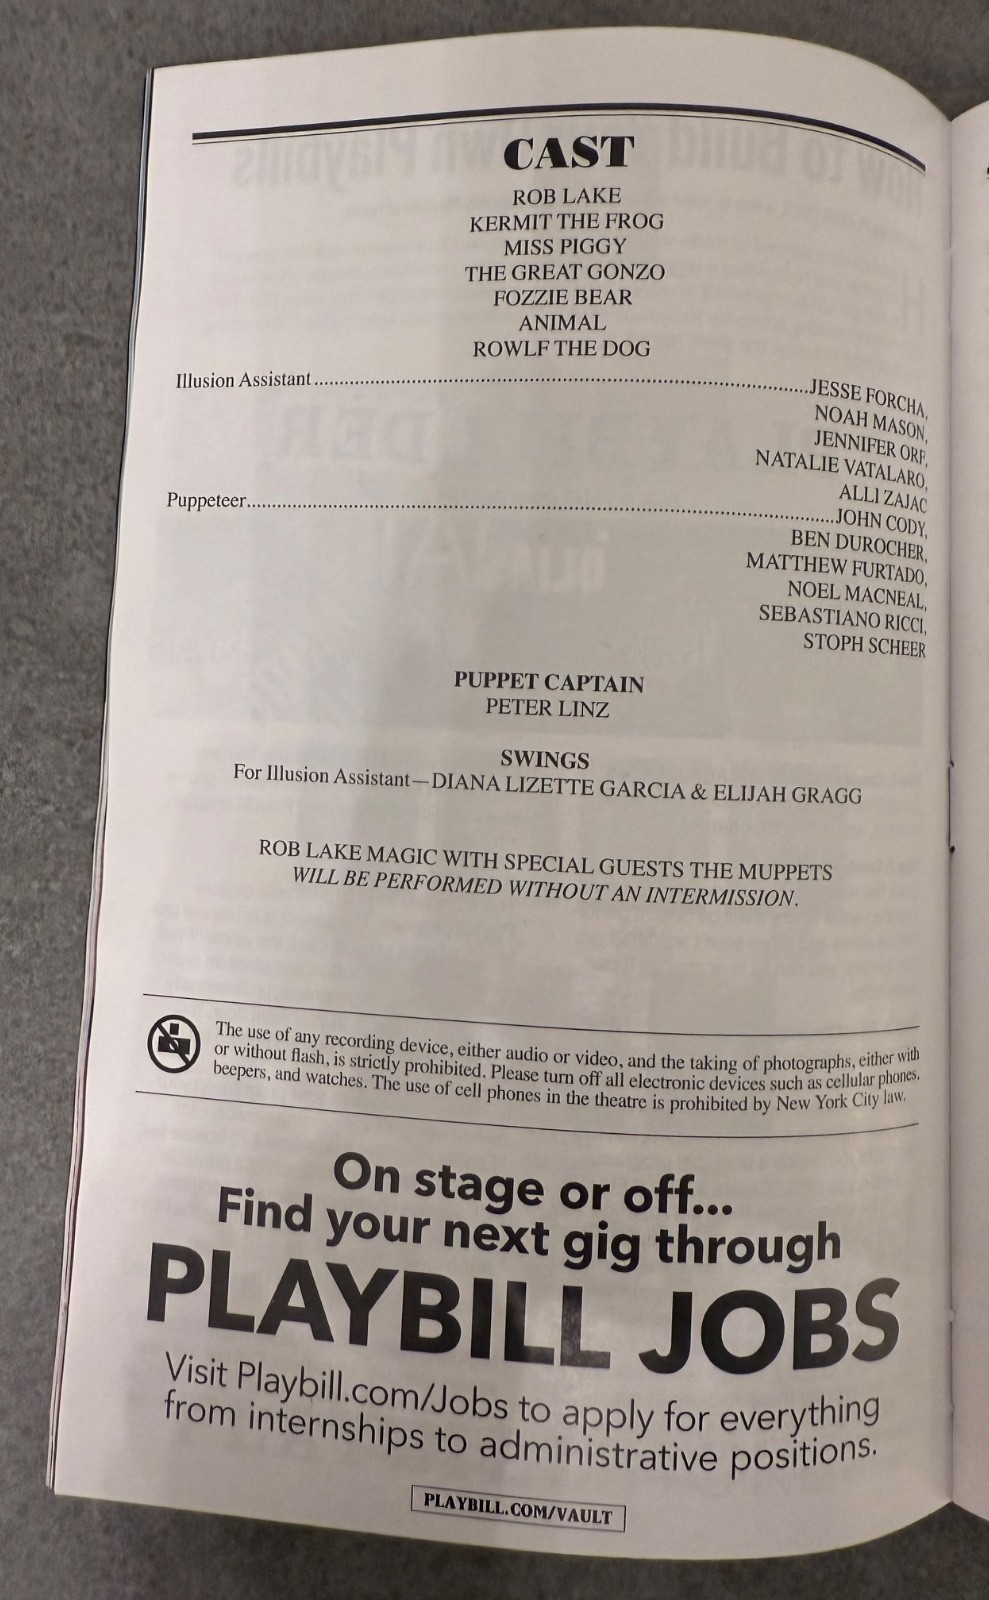 CAST
ROB LAKE
KERMIT THE FROG
MISS PIGGY
THE GREAT GONZO
FOZZIE BEAR
ANIMAL
ROWLF THE DOG
Illusion Assistant ........................................JESSE FORCHA,
NOAH MASON,
JENNIFER ORF,
NATALIE VATALARO,
ALLI ZAJAC
Puppeteer........................................JOHN CODY,
BEN DUROCHER,
MATTHEW FURTADO,
NOEL MACNEAL,
SEBASTIANO RICCI,
STOPH SCHEER
PUPPET CAPTAIN
PETER LINZ
SWINGS
For Illusion Assistant—DIANA LIZETTE GARCIA & ELIJAH GRAGG
ROB LAKE MAGIC WITH SPECIAL GUESTS THE MUPPETS
WILL BE PERFORMED WITHOUT AN INTERMISSION.
The use of any recording device, either audio or video, and the taking of photographs, either with
or without flash, is strictly prohibited. Please turn off all electronic devices such as cellular phones,
beepers, and watches. The use of cell phones in the theatre is prohibited by New York City law.
On stage or off...
Find your next gig through
PLAYBILL JOBS
Visit Playbill.com/Jobs to apply for everything
from internships to administrative positions.
PLAYBILL.COM/VAULT